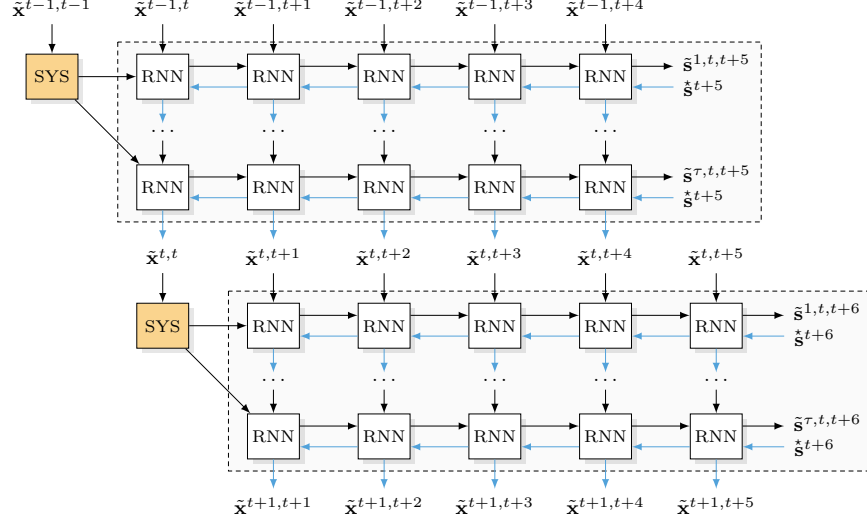 x̃^{t-1,t-1} x̃^{t-1,t} x̃^{t-1,t+1} x̃^{t-1,t+2} x̃^{t-1,t+3} x̃^{t-1,t+4}
SYS RNN RNN RNN RNN RNN s̃^{1,t,t+5}
s⃰^{t+5}
... ... ... ... ...
RNN RNN RNN RNN RNN s̃^{τ,t,t+5}
s⃰^{t+5}
x̃^{t,t} x̃^{t,t+1} x̃^{t,t+2} x̃^{t,t+3} x̃^{t,t+4} x̃^{t,t+5}
SYS RNN RNN RNN RNN RNN s̃^{1,t,t+6}
s⃰^{t+6}
... ... ... ... ...
RNN RNN RNN RNN RNN s̃^{τ,t,t+6}
s⃰^{t+6}
x̃^{t+1,t+1} x̃^{t+1,t+2} x̃^{t+1,t+3} x̃^{t+1,t+4} x̃^{t+1,t+5}